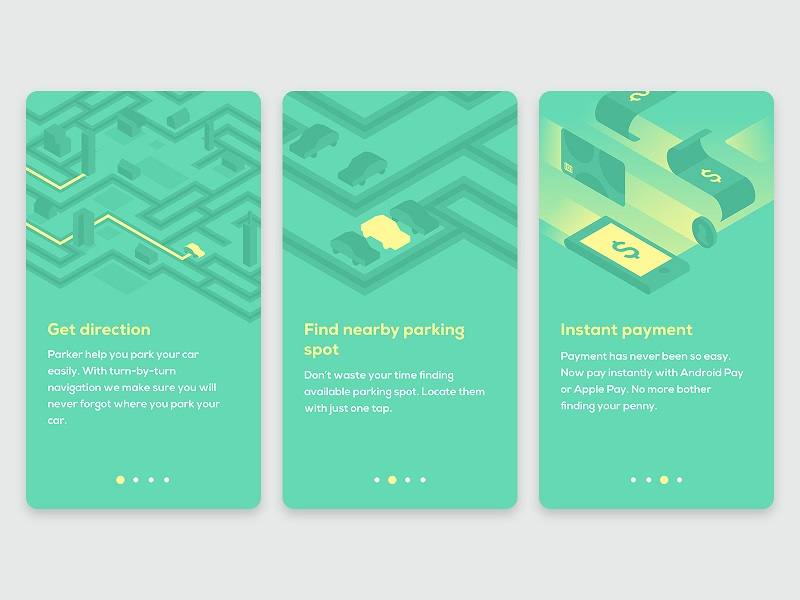 Get direction
Parker help you park your car
easily. With turn-by-turn
navigation we make sure you will
never forgot where you park your
car.
Find nearby parking
spot
Don't waste your time finding
available parking spot. Locate them
with just one tap.
$
$
$
Instant payment
Payment has never been so easy.
Now pay instantly with Android Pay
or Apple Pay. No more bother
finding your penny.